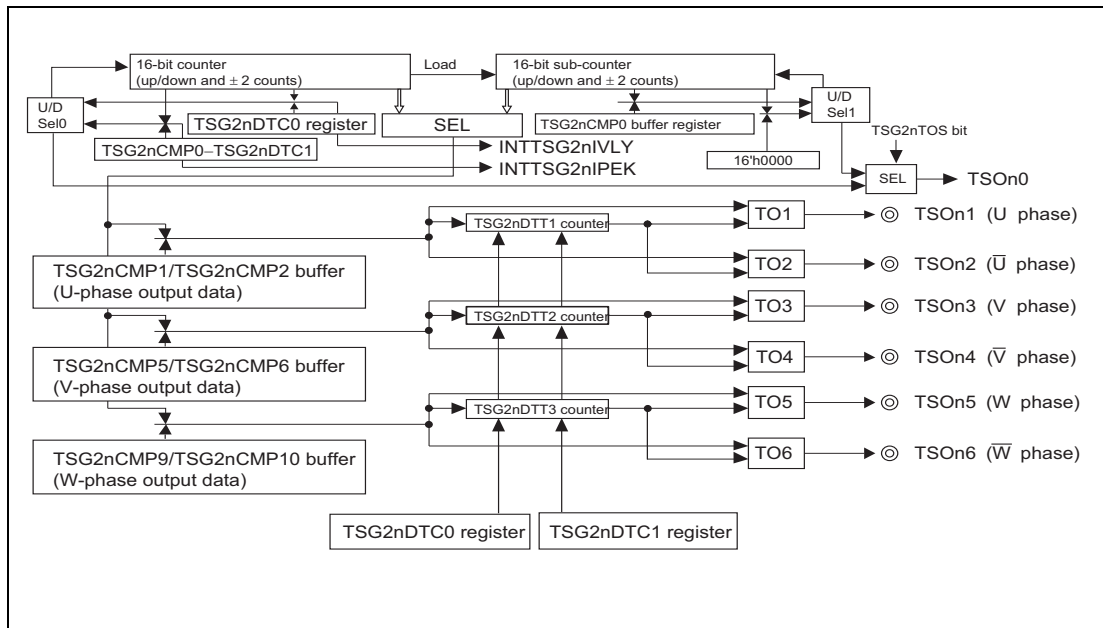 16-bit counter
(up/down and ± 2 counts)
Load
16-bit sub-counter
(up/down and ± 2 counts)
U/D
Sel0
U/D
Sel1
TSG2nDTC0 register
SEL
TSG2nCMP0 buffer register
TSG2nCMP0–TSG2nDTC1
INTTSG2nIVLY
INTTSG2nIPEK
16'h0000
TSG2nTOS bit
SEL
TSOn0
TSG2nDTT1 counter
TO1
TSOn1 (U phase)
TSG2nCMP1/TSG2nCMP2 buffer
(U-phase output data)
TO2
TSOn2 (U̅ phase)
TSG2nDTT2 counter
TO3
TSOn3 (V phase)
TSG2nCMP5/TSG2nCMP6 buffer
(V-phase output data)
TO4
TSOn4 (V̅ phase)
TSG2nDTT3 counter
TO5
TSOn5 (W phase)
TSG2nCMP9/TSG2nCMP10 buffer
(W-phase output data)
TO6
TSOn6 (W̅ phase)
TSG2nDTC0 register
TSG2nDTC1 register